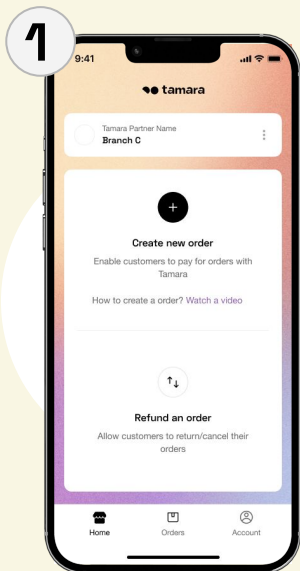 1
9:41
tamara
Tamara Partner Name
Branch C
Create new order
Enable customers to pay for orders with
Tamara
How to create a order? Watch a video
Refund an order
Allow customers to return/cancel their
orders
Home
Orders
Account